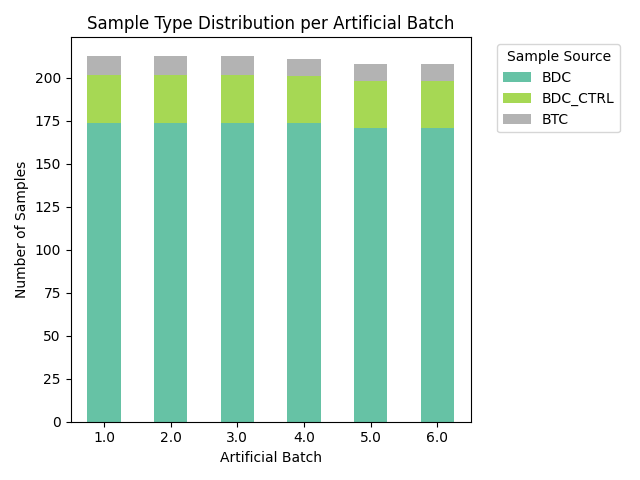 Sample Type Distribution per Artificial Batch
Number of Samples
200
175
150
125
100
75
50
25
0
1.0 2.0 3.0 4.0 5.0 6.0
Artificial Batch
Sample Source
BDC
BDC_CTRL
BTC